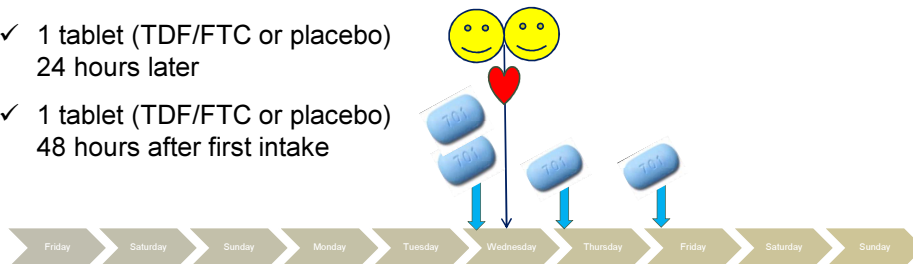 ✓ 1 tablet (TDF/FTC or placebo)
24 hours later
✓ 1 tablet (TDF/FTC or placebo)
48 hours after first intake
701
701
701
701
Friday
Saturday
Sunday
Monday
Tuesday
Wednesday
Thursday
Friday
Saturday
Sunday